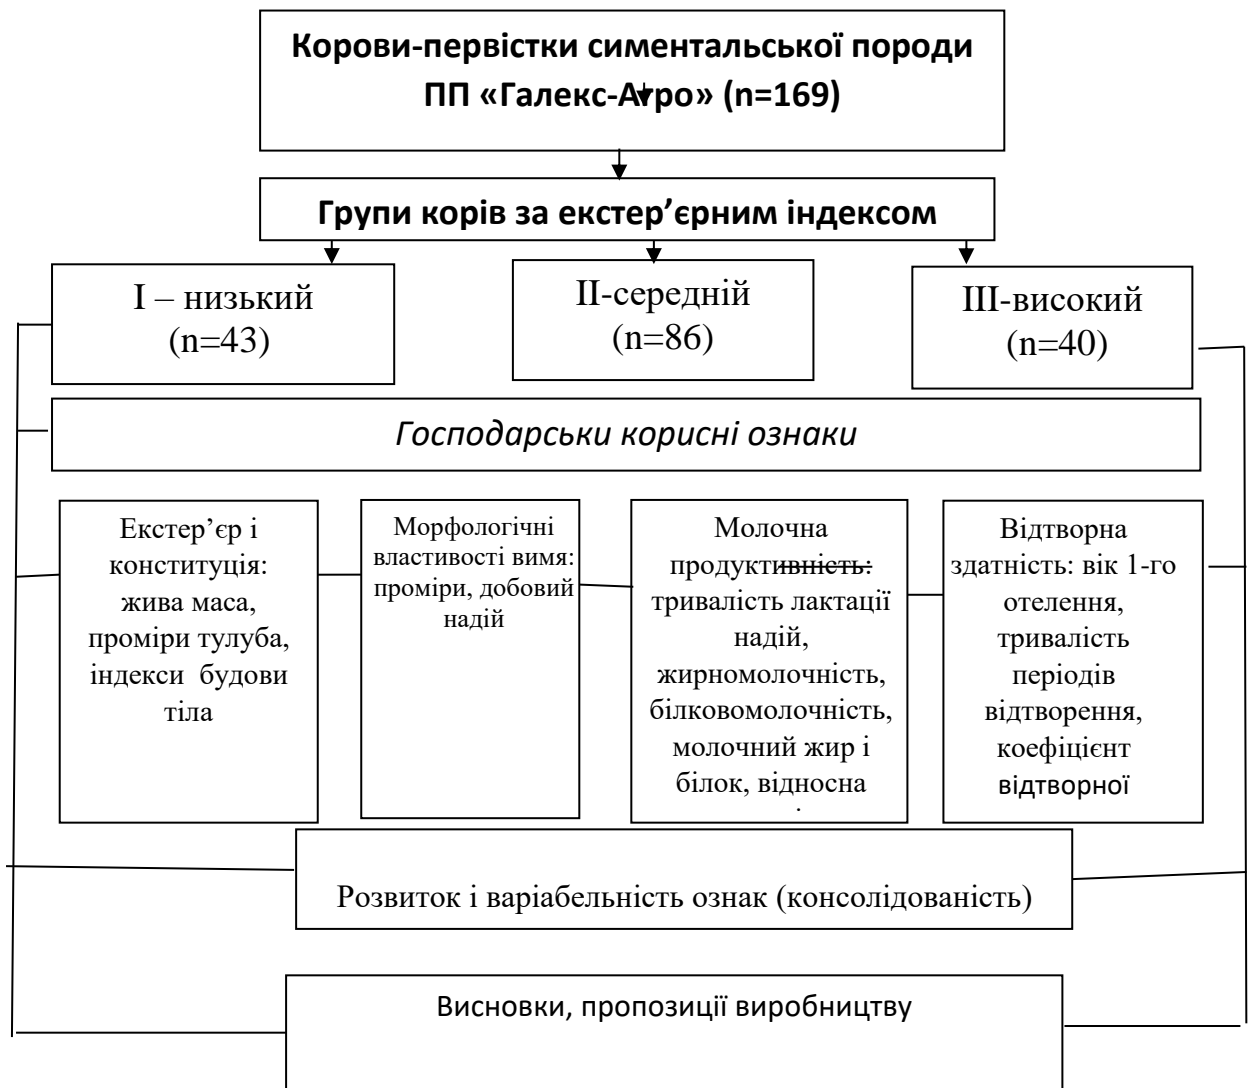 Корови-первістки симентальської породи
ПП «Галекс-Агро» (n=169)
Групи корів за екстер’єрним індексом
І – низький
(n=43)
ІІ-середній
(n=86)
ІІІ-високий
(n=40)
Господарськи корисні ознаки
Екстер’єр і
конституція:
жива маса,
проміри тулуба,
індекси будови
тіла
Морфологічні
властивості вимя:
проміри, добовий
надій
Молочна
продуктивність:
тривалість лактації
надій,
жирномолочність,
білковомолочність,
молочний жир і
білок, відносна
Відтворна
здатність: вік 1-го
отелення,
тривалість
періодів
відтворення,
коефіцієнт
відтворної
Розвиток і варіабельність ознак (консолідованість)
Висновки, пропозиції виробництву